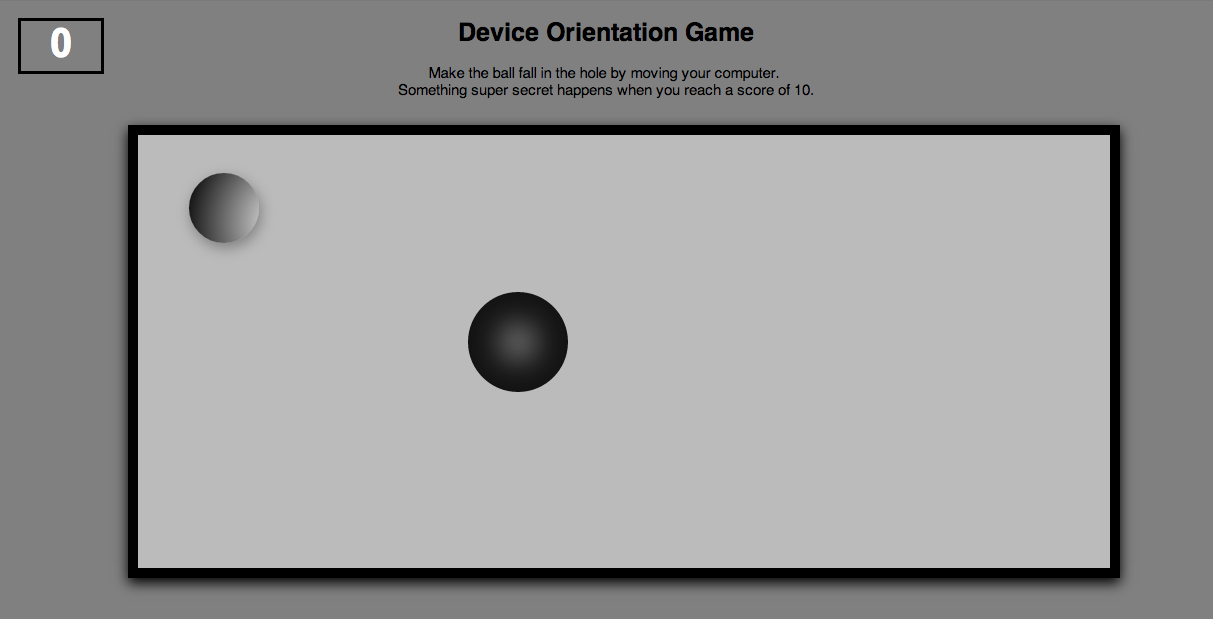 0
Device Orientation Game
Make the ball fall in the hole by moving your computer.
Something super secret happens when you reach a score of 10.